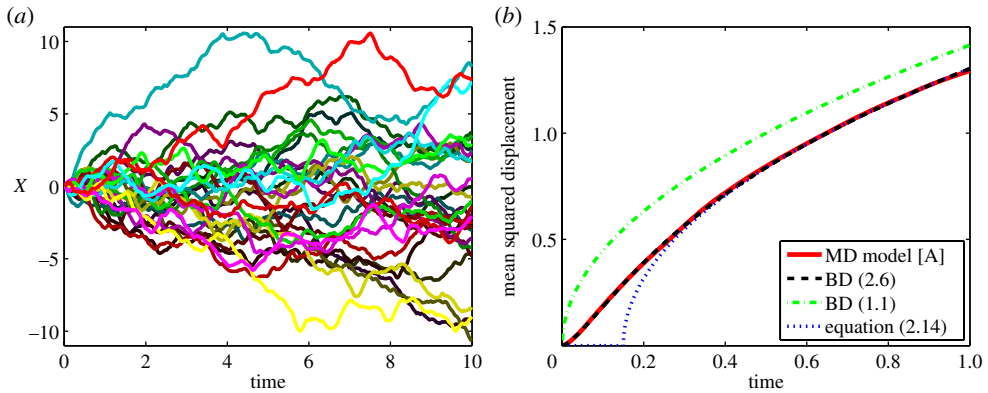 (a)
10
5
0
−5
−10
X
0 2 4 6 8 10
time
(b)
1.5
1.0
0.5
mean squared displacement
0 0.2 0.4 0.6 0.8 1.0
time
MD model [A]
BD (2.6)
BD (1.1)
equation (2.14)